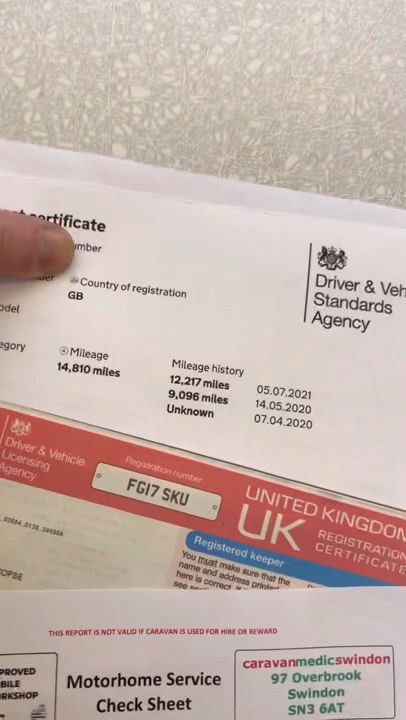 certificate
Driver & Veh
Standards
Agency
Country of registration
GB
④ Mileage
14,810 miles
Mileage history
12,217 miles 05.07.2021
9,096 miles 14.05.2020
Unknown 07.04.2020
Driver & Vehicle
Licensing
Agency
Registration number
FG17 SKU
UNITED KINGDOM
UK
REGISTRATION
CERTIFICATE
Registered keeper
You must make sure that the
name and address printed
here is correct.
THIS REPORT IS NOT VALID IF CARAVAN IS USED FOR HIRE OR REWARD
PROVED
BILE
RKSHOP
Motorhome Service
Check Sheet
caravanmedicswindon
97 Overbrook
Swindon
SN3 6AT